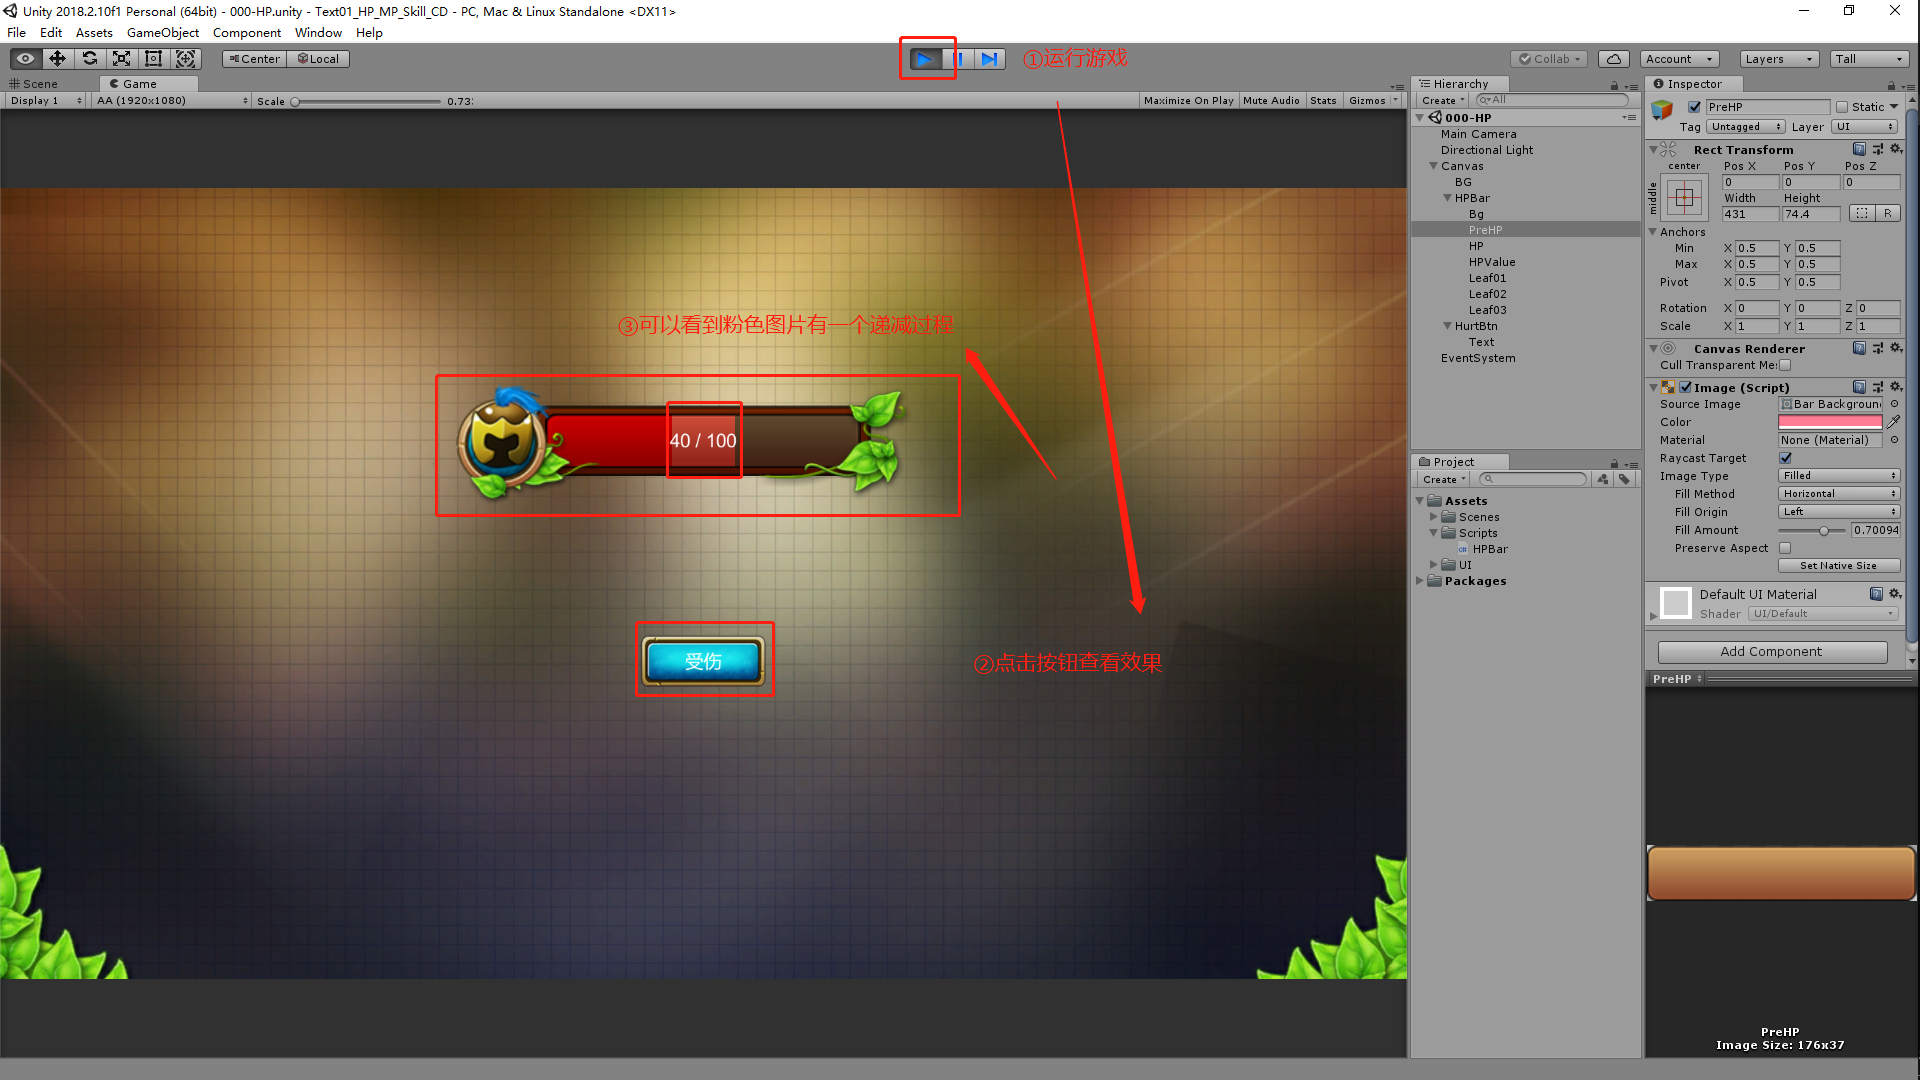 Unity 2018.2.10f1 Personal (64bit) - 000-HP.unity - Text01_HP_MP_Skill_CD - PC, Mac & Linux Standalone <DX11>
File Edit Assets GameObject Component Window Help
Center Local
①运行游戏
Collab Account Layers Tall
Scene Game
Display 1 AA (1920x1080) Scale 0.73
Maximize On Play Mute Audio Stats Gizmos
③可以看到粉色图片有一个递减过程
40 / 100
受伤
②点击按钮查看效果
Hierarchy
Create All
000-HP
Main Camera
Directional Light
Canvas
BG
HPBar
Bg
PreHP
HP
HPValue
Leaf01
Leaf02
Leaf03
HurtBtn
Text
EventSystem
Project
Create
Assets
Scenes
Scripts
HPBar
UI
Packages
Inspector
PreHP Static
Tag Untagged Layer UI
Rect Transform
center Pos X Pos Y Pos Z
middle 0 0 0
Width Height
431 74.4 R
Anchors
Min X 0.5 Y 0.5
Max X 0.5 Y 0.5
Pivot X 0.5 Y 0.5
Rotation X 0 Y 0 Z 0
Scale X 1 Y 1 Z 1
Canvas Renderer
Cull Transparent Me
Image (Script)
Source Image Bar Background
Color
Material None (Material)
Raycast Target
Image Type Filled
Fill Method Horizontal
Fill Origin Left
Fill Amount 0.70094
Preserve Aspect
Set Native Size
Default UI Material
Shader UI/Default
Add Component
PreHP
PreHP
Image Size: 176x37